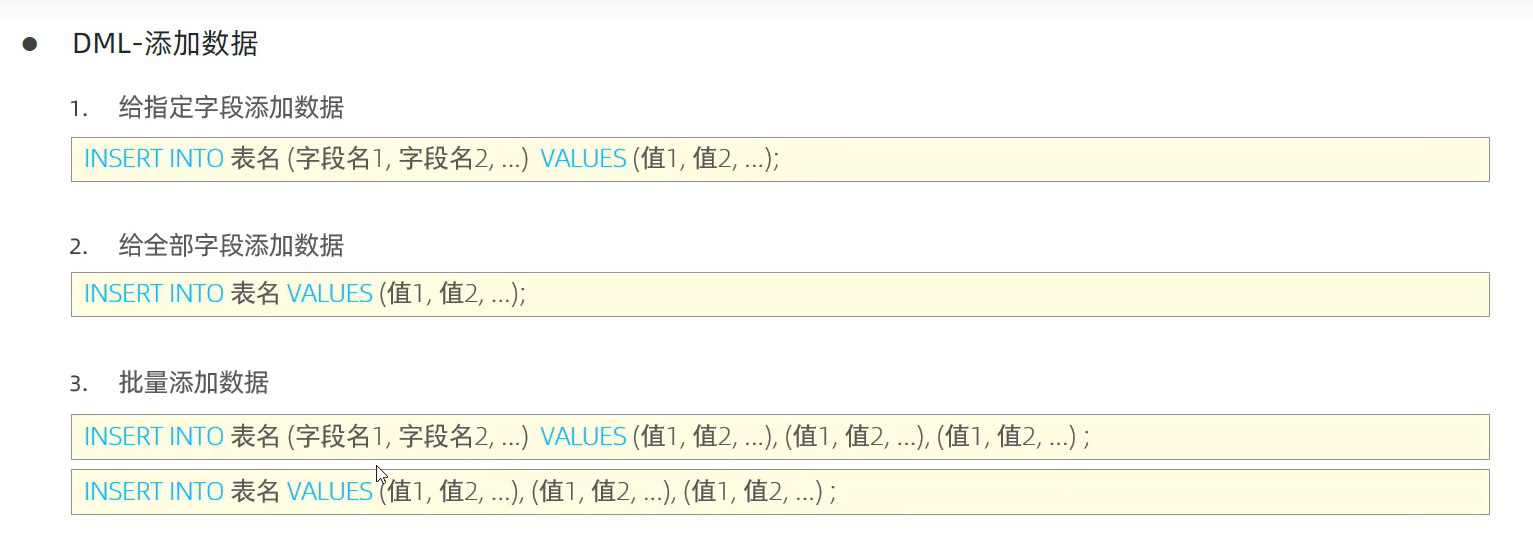 ● DML-添加数据
1. 给指定字段添加数据
INSERT INTO 表名 (字段名1, 字段名2, ...) VALUES (值1, 值2, ...);
2. 给全部字段添加数据
INSERT INTO 表名 VALUES (值1, 值2, ...);
3. 批量添加数据
INSERT INTO 表名 (字段名1, 字段名2, ...) VALUES (值1, 值2, ...), (值1, 值2, ...), (值1, 值2, ...) ;
INSERT INTO 表名 VALUES (值1, 值2, ...), (值1, 值2, ...), (值1, 值2, ...) ;